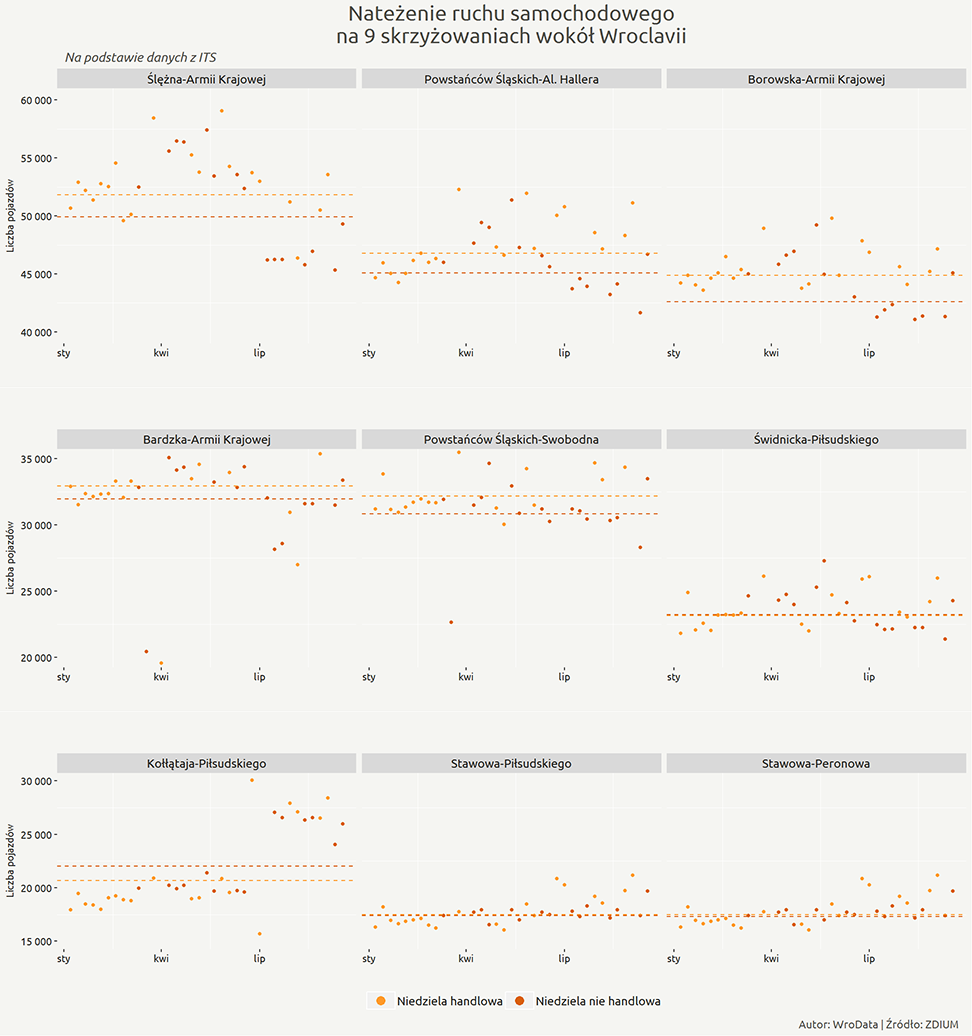 Nateżenie ruchu samochodowego
na 9 skrzyżowaniach wokół Wroclavii
Na podstawie danych z ITS
Ślężna-Armii Krajowej
Powstańców Śląskich-Al. Hallera
Borowska-Armii Krajowej
Liczba pojazdów
60 000
55 000
50 000
45 000
40 000
sty kwi lip
sty kwi lip
sty kwi lip
Bardzka-Armii Krajowej
Powstańców Śląskich-Swobodna
Świdnicka-Piłsudskiego
Liczba pojazdów
35 000
30 000
25 000
20 000
sty kwi lip
sty kwi lip
sty kwi lip
Kołłątaja-Piłsudskiego
Stawowa-Piłsudskiego
Stawowa-Peronowa
Liczba pojazdów
30 000
25 000
20 000
15 000
sty kwi lip
sty kwi lip
sty kwi lip
Niedziela handlowa
Niedziela nie handlowa
Autor: WroData | Źródło: ZDIUM